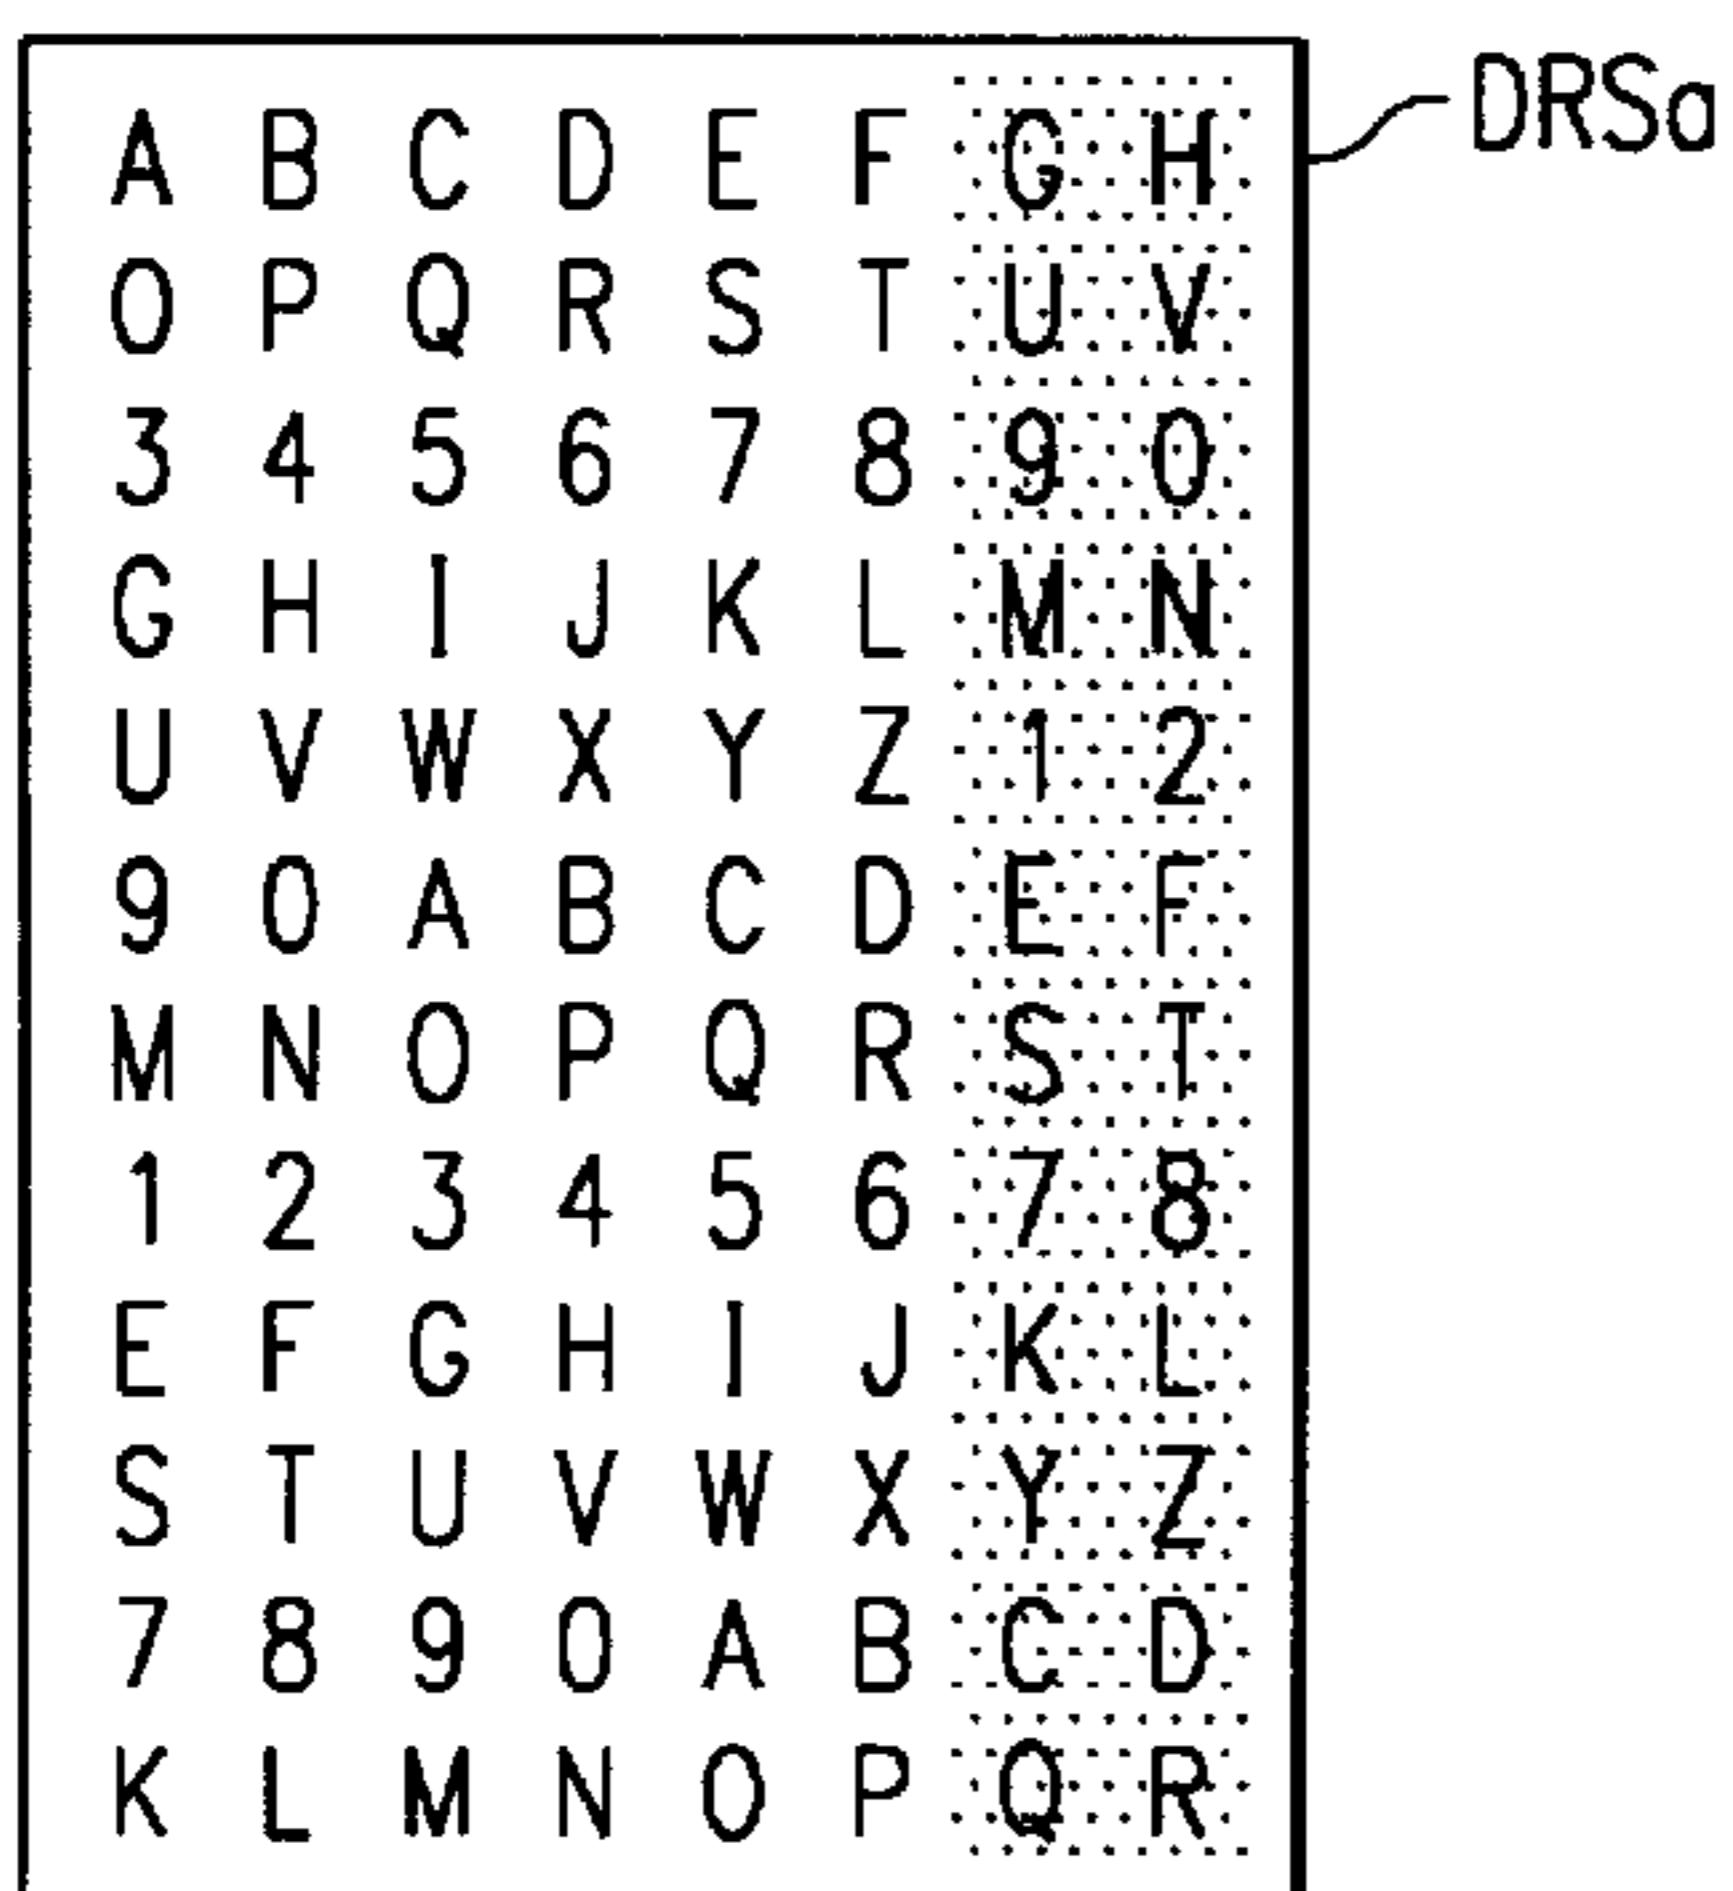 DRSa
A B C D E F G H
O P Q R S T U V
3 4 5 6 7 8 9 0
G H I J K L M N
U V W X Y Z 1 2
9 0 A B C D E F
M N O P Q R S T
1 2 3 4 5 6 7 8
E F G H I J K L
S T U V W X Y Z
7 8 9 0 A B C D
K L M N O P Q R